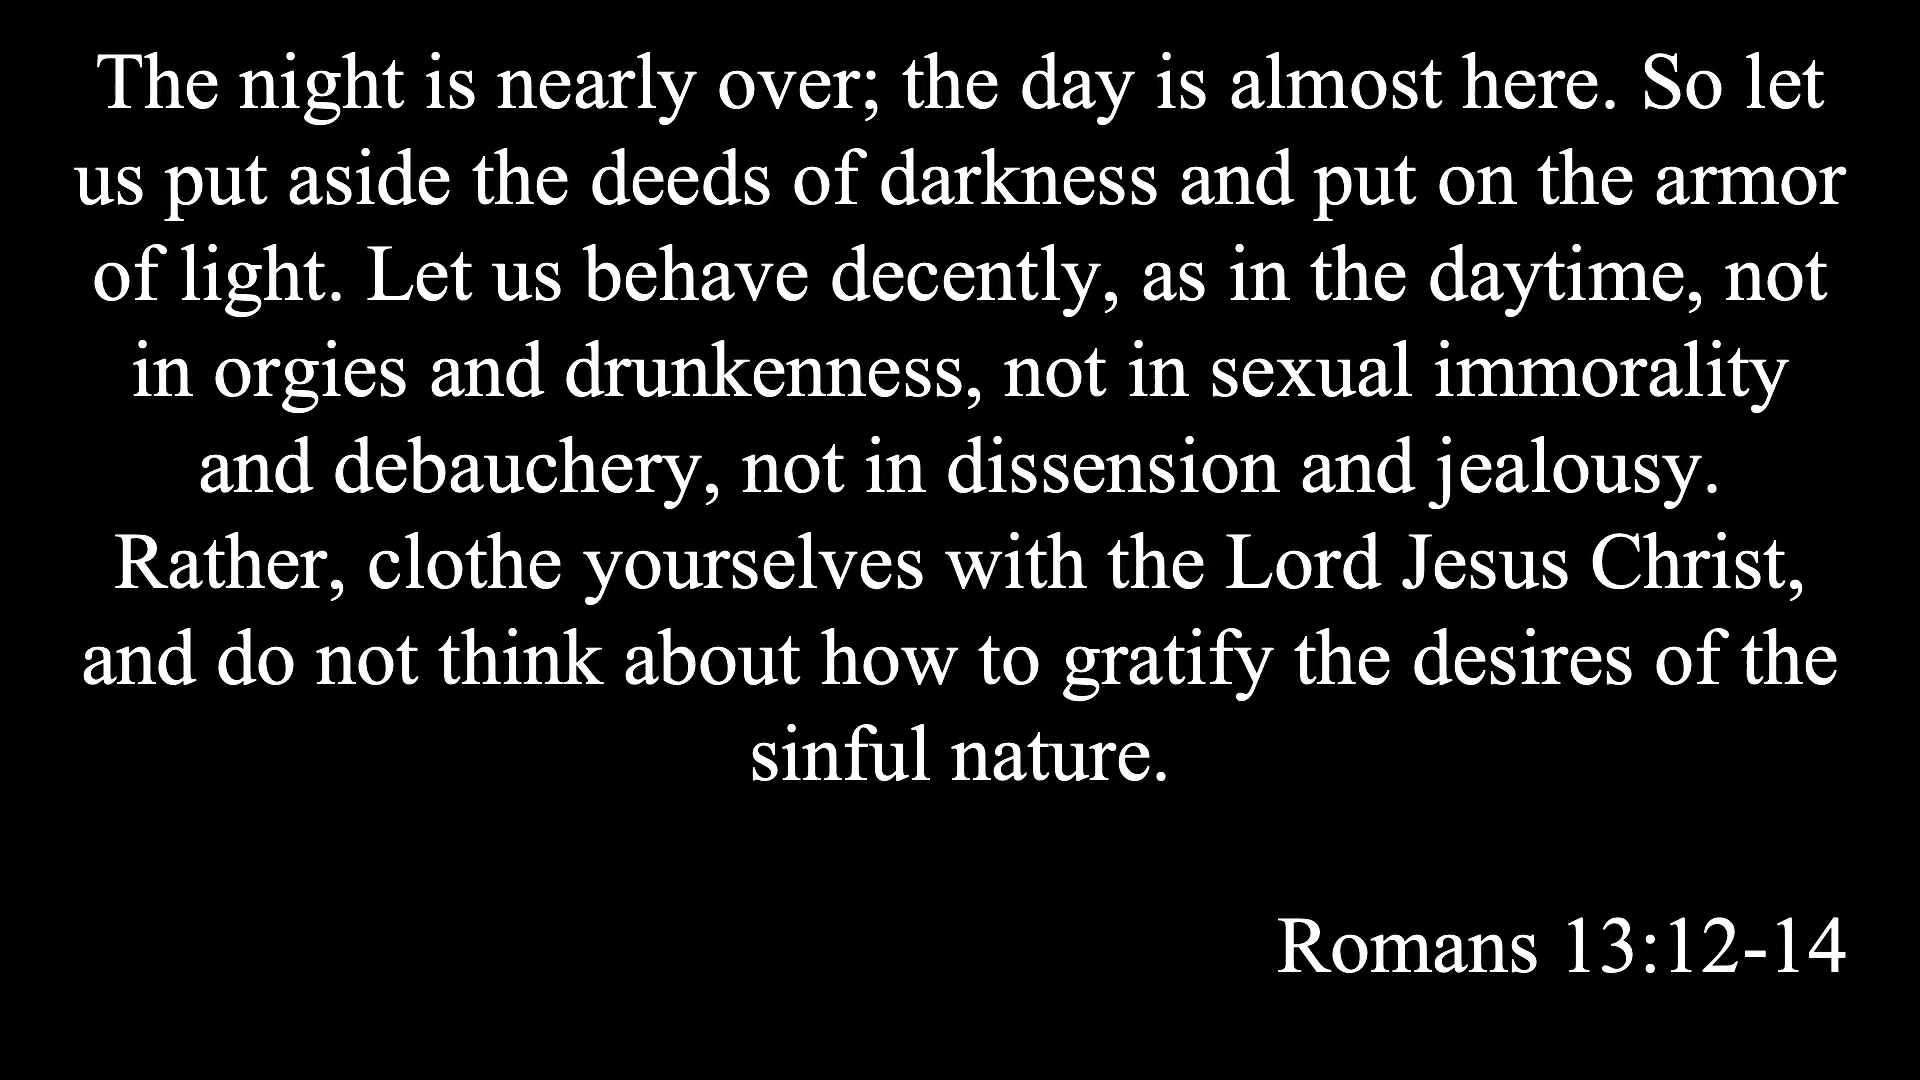 The night is nearly over; the day is almost here. So let
us put aside the deeds of darkness and put on the armor
of light. Let us behave decently, as in the daytime, not
in orgies and drunkenness, not in sexual immorality
and debauchery, not in dissension and jealousy.
Rather, clothe yourselves with the Lord Jesus Christ,
and do not think about how to gratify the desires of the
sinful nature.
Romans 13:12-14